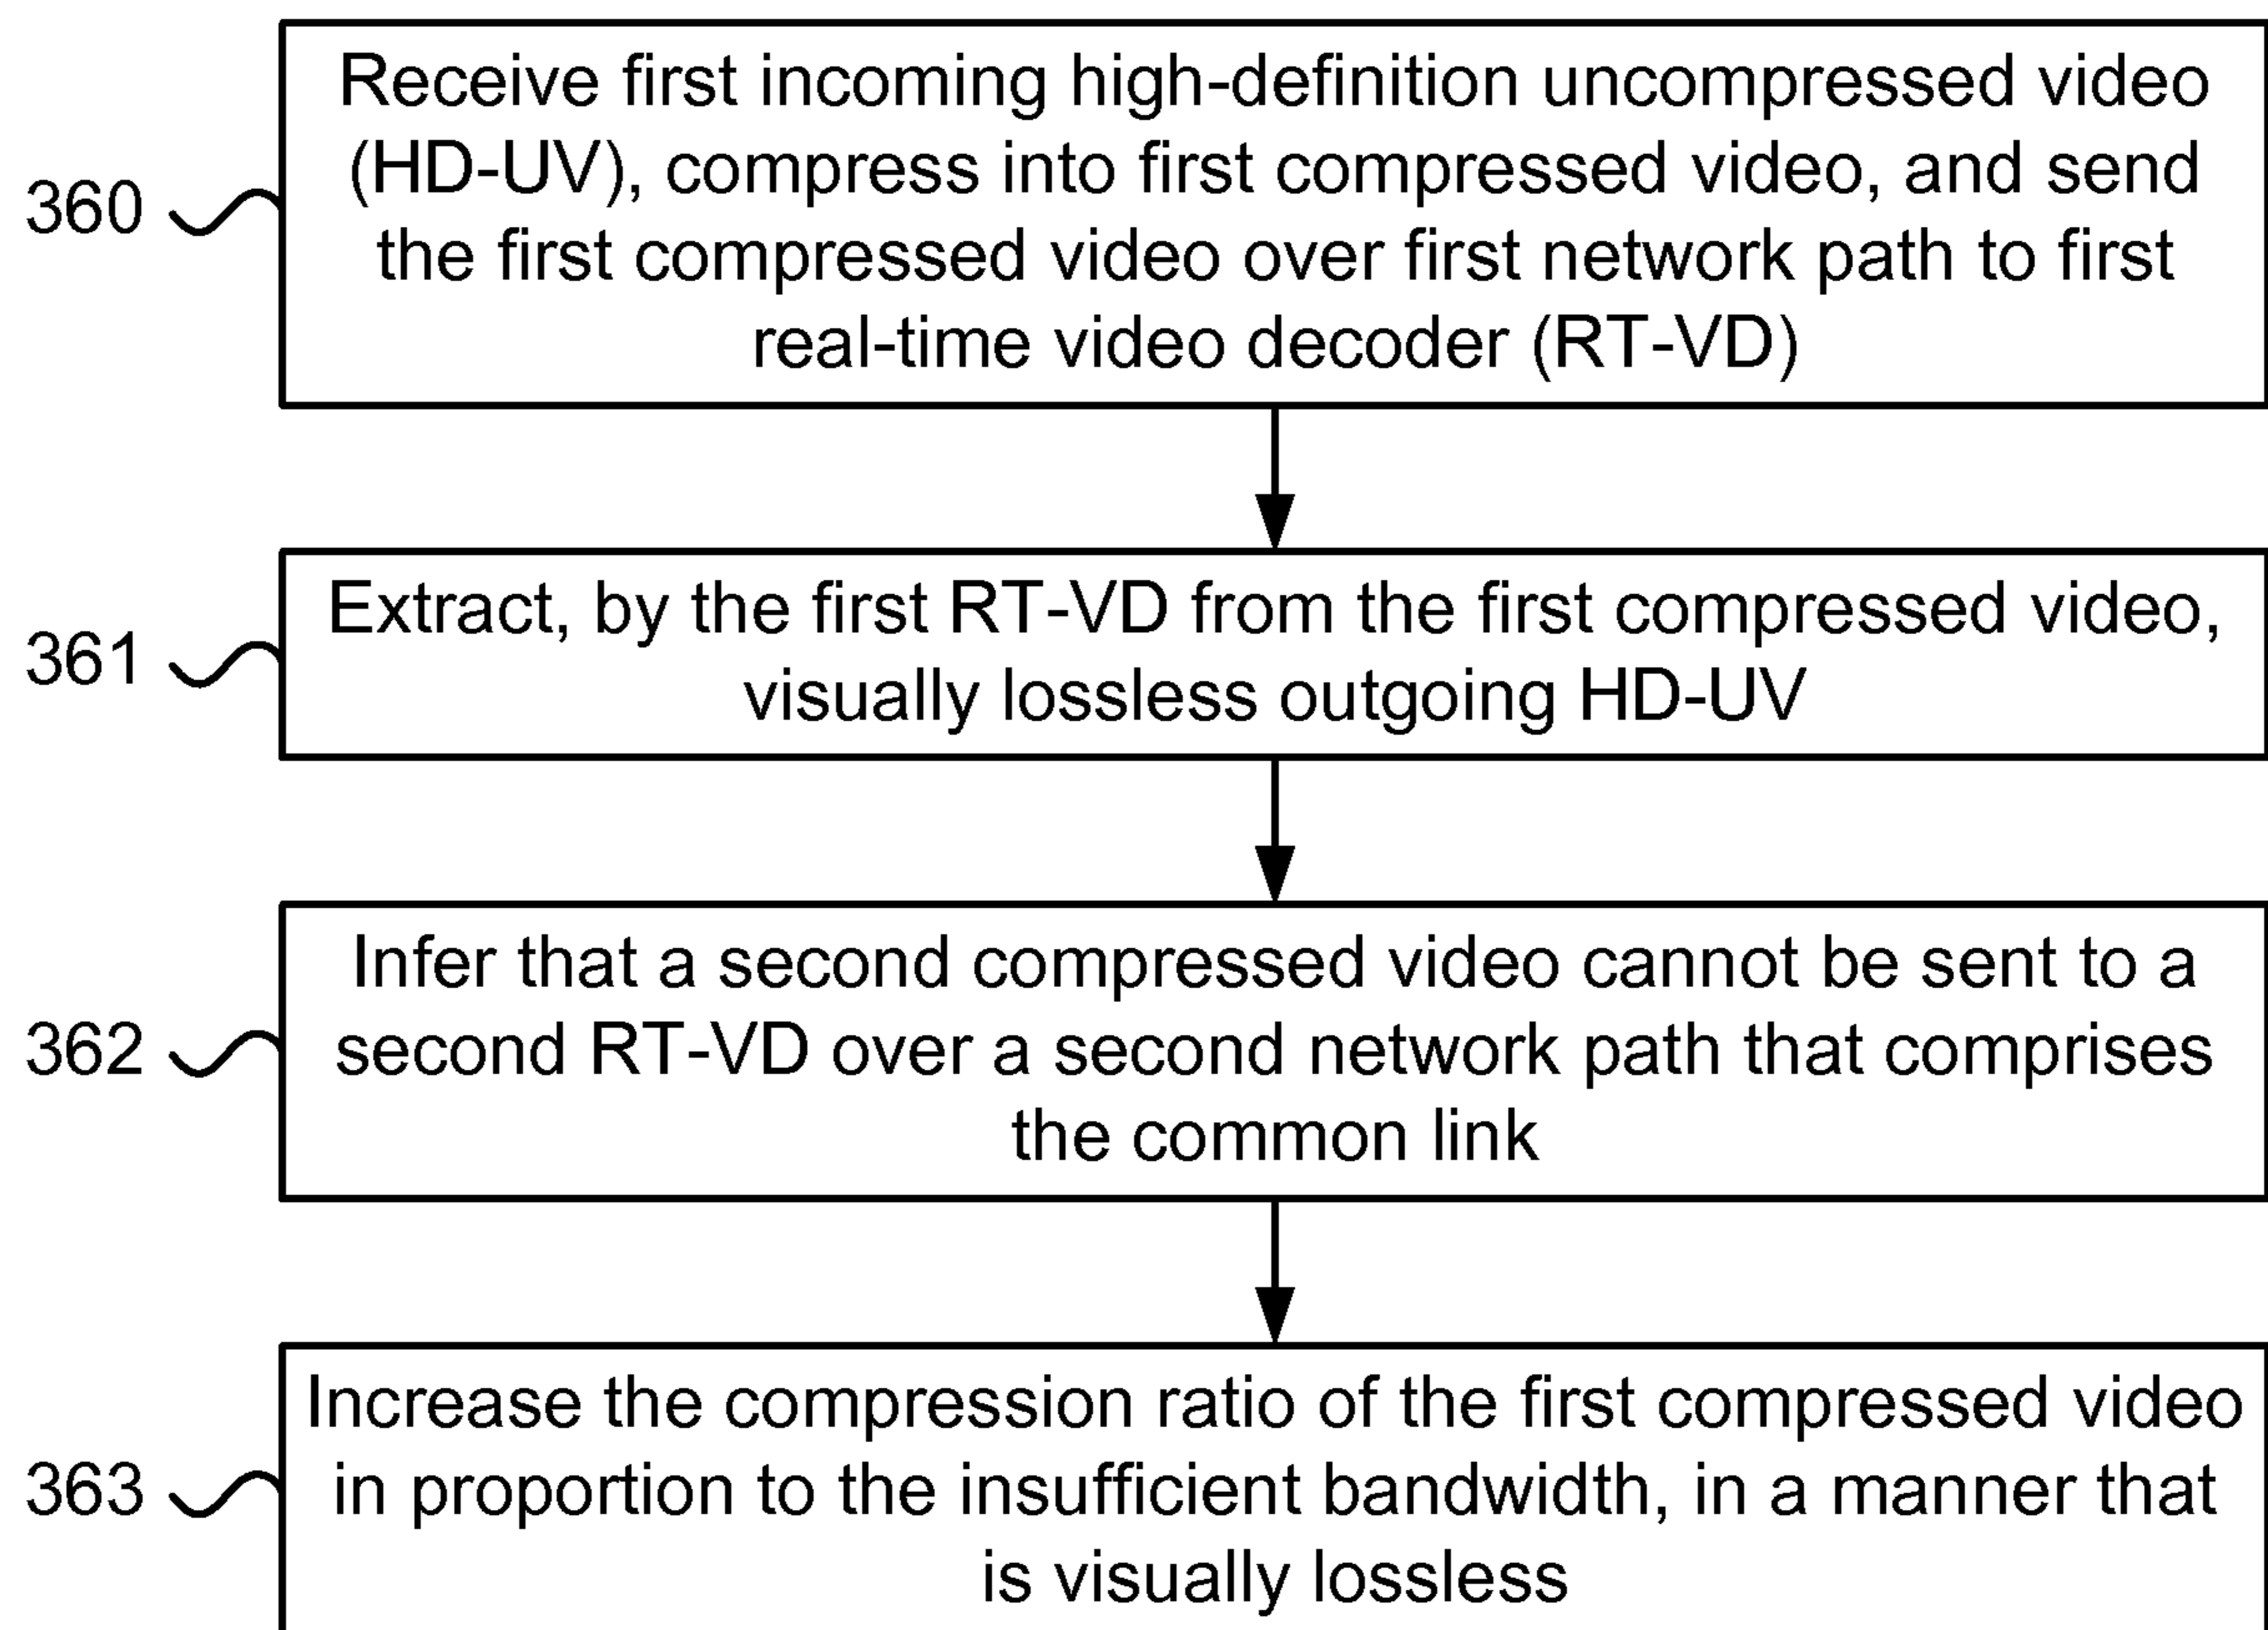 Receive first incoming high-definition uncompressed video
(HD-UV), compress into first compressed video, and send
the first compressed video over first network path to first
real-time video decoder (RT-VD)
360
Extract, by the first RT-VD from the first compressed video,
visually lossless outgoing HD-UV
361
Infer that a second compressed video cannot be sent to a
second RT-VD over a second network path that comprises
the common link
362
Increase the compression ratio of the first compressed video
in proportion to the insufficient bandwidth, in a manner that
is visually lossless
363